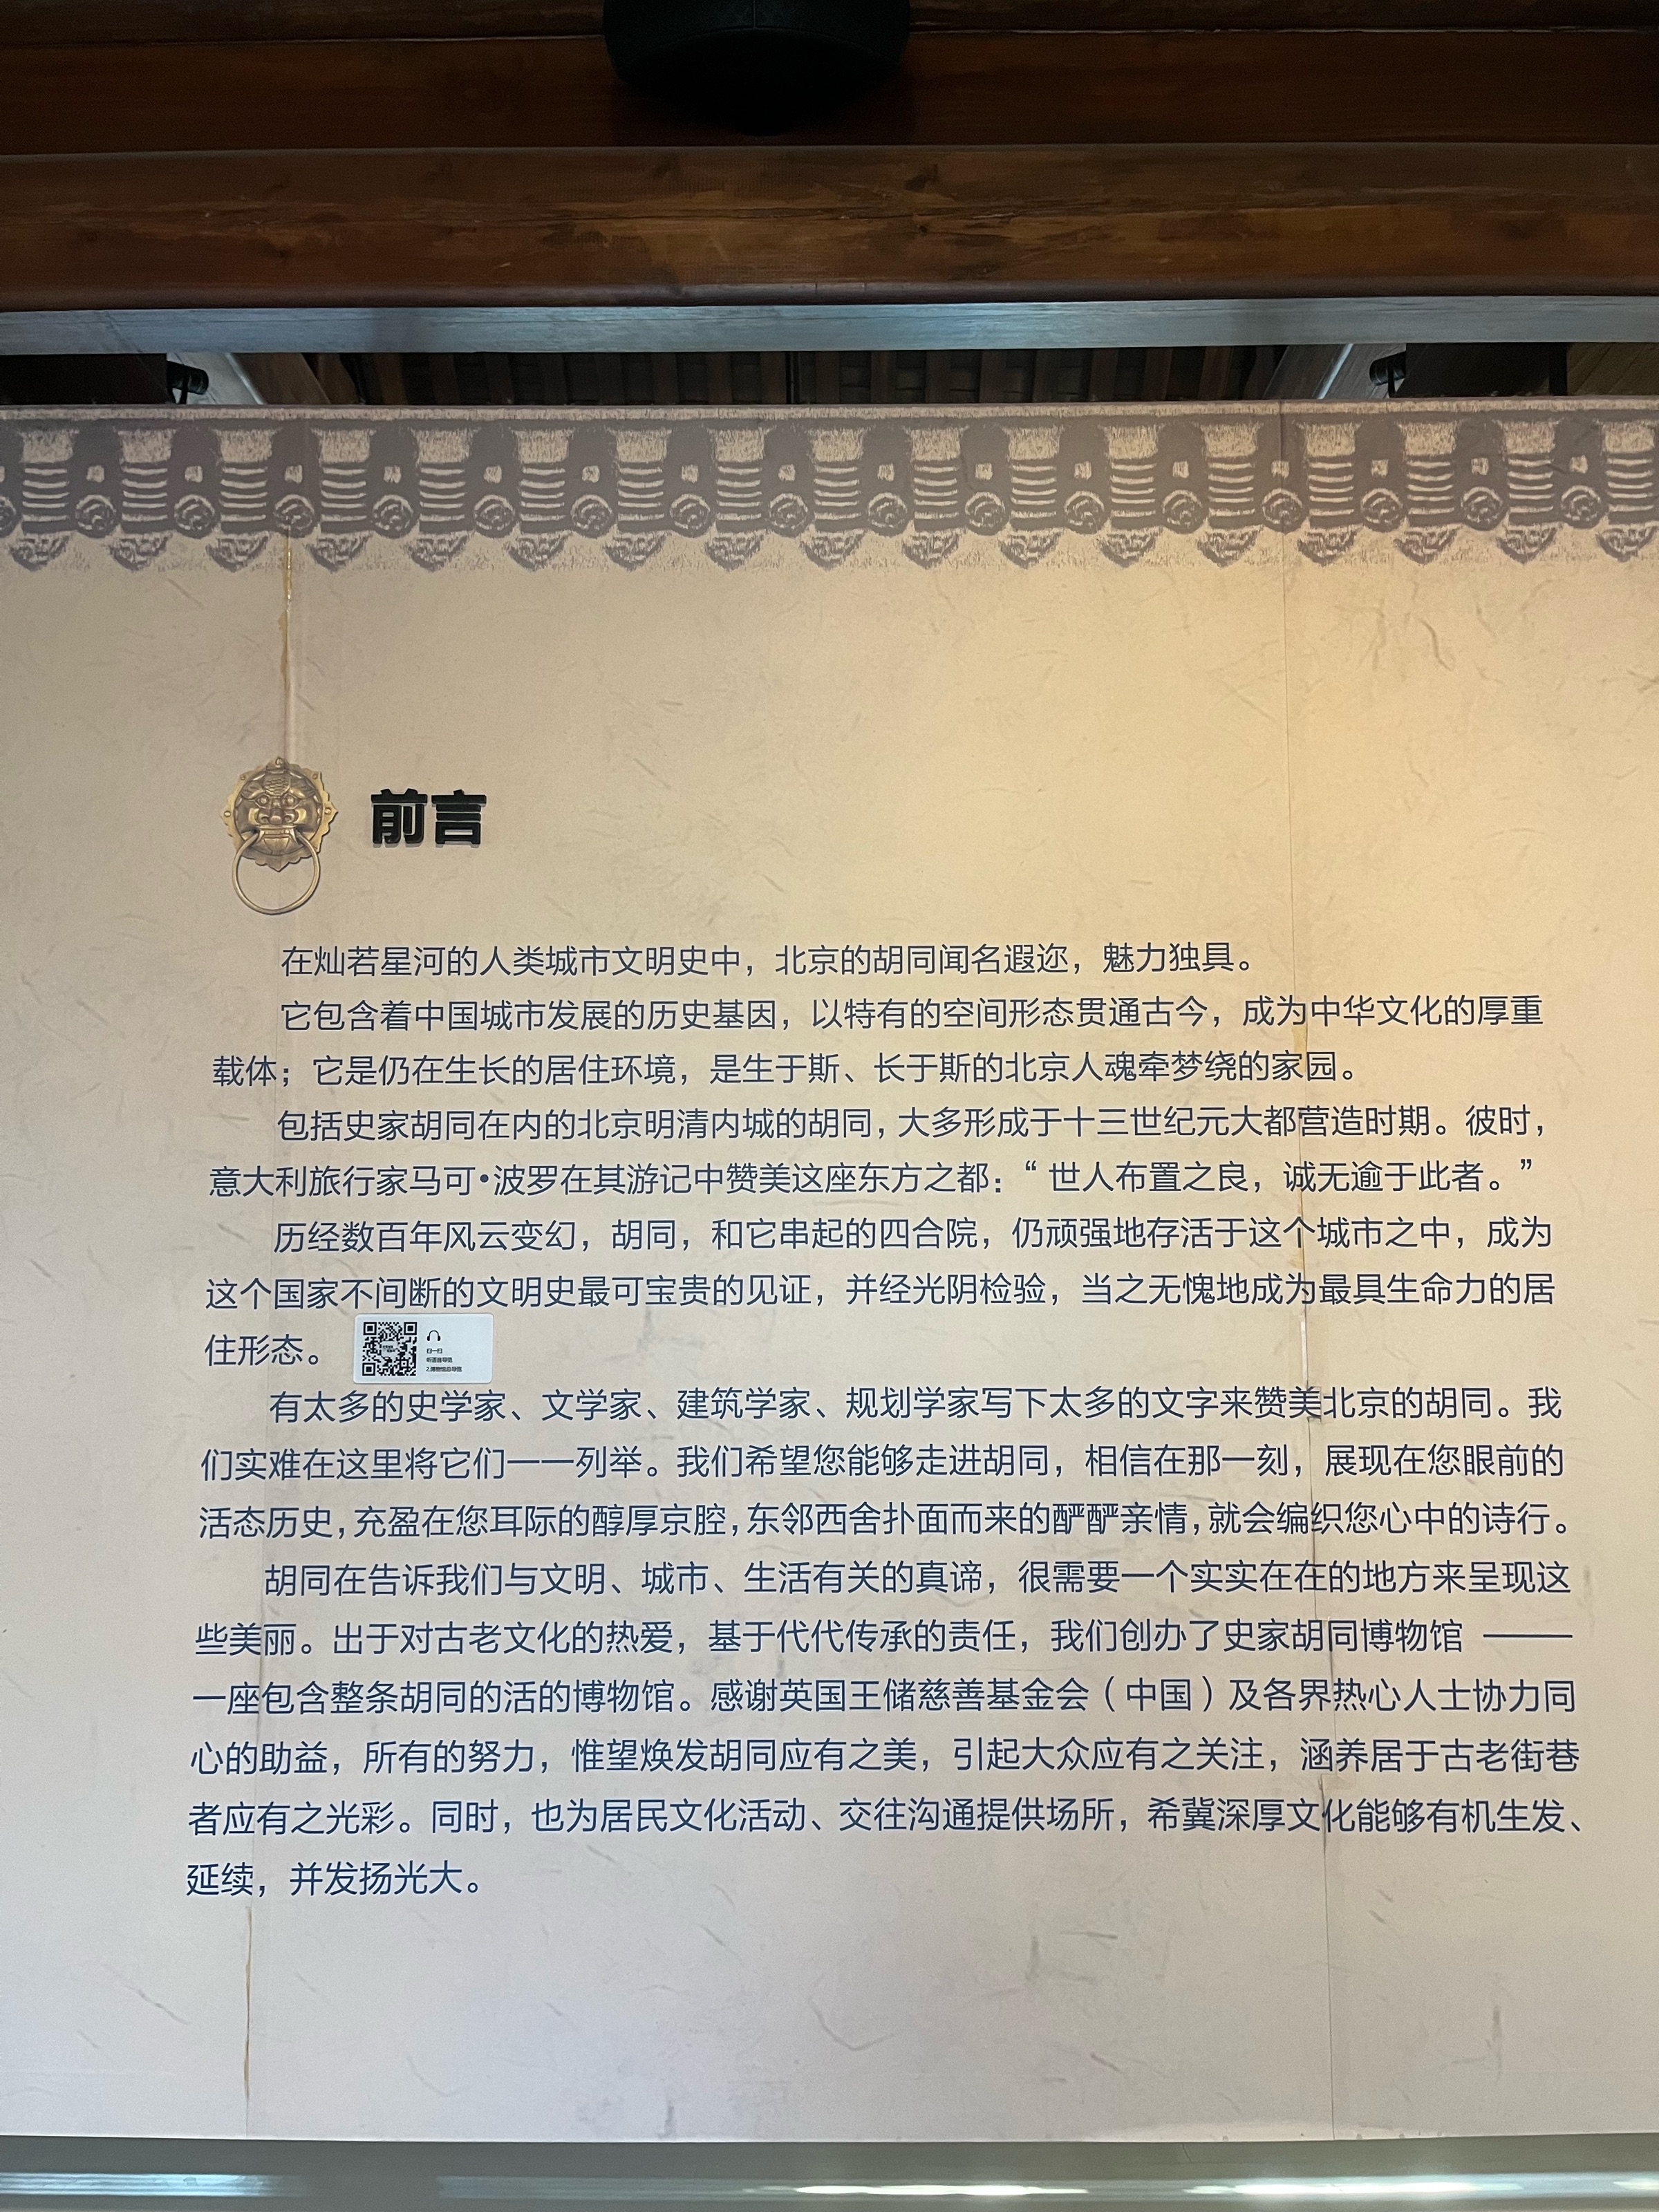 前言
在灿若星河的人类城市文明史中，北京的胡同闻名遐迩，魅力独具。
它包含着中国城市发展的历史基因，以特有的空间形态贯通古今，成为中华文化的厚重
载体；它是仍在生长的居住环境，是生于斯、长于斯的北京人魂牵梦绕的家园。
包括史家胡同在内的北京明清内城的胡同，大多形成于十三世纪元大都营造时期。彼时，
意大利旅行家马可•波罗在其游记中赞美这座东方之都：“世人布置之良，诚无逾于此者。”
历经数百年风云变幻，胡同，和它串起的四合院，仍顽强地存活于这个城市之中，成为
这个国家不间断的文明史最可宝贵的见证，并经光阴检验，当之无愧地成为最具生命力的居
住形态。
扫一扫
听语音导览
2.博物馆总导览
有太多的史学家、文学家、建筑学家、规划学家写下太多的文字来赞美北京的胡同。我
们实难在这里将它们一一列举。我们希望您能够走进胡同，相信在那一刻，展现在您眼前的
活态历史，充盈在您耳际的醇厚京腔，东邻西舍扑面而来的酽酽亲情，就会编织您心中的诗行。
胡同在告诉我们与文明、城市、生活有关的真谛，很需要一个实实在在的地方来呈现这
些美丽。出于对古老文化的热爱，基于代代传承的责任，我们创办了史家胡同博物馆 ——
一座包含整条胡同的活的博物馆。感谢英国王储慈善基金会（中国）及各界热心人士协力同
心的助益，所有的努力，惟望焕发胡同应有之美，引起大众应有之关注，涵养居于古老街巷
者应有之光彩。同时，也为居民文化活动、交往沟通提供场所，希冀深厚文化能够有机生发、
延续，并发扬光大。